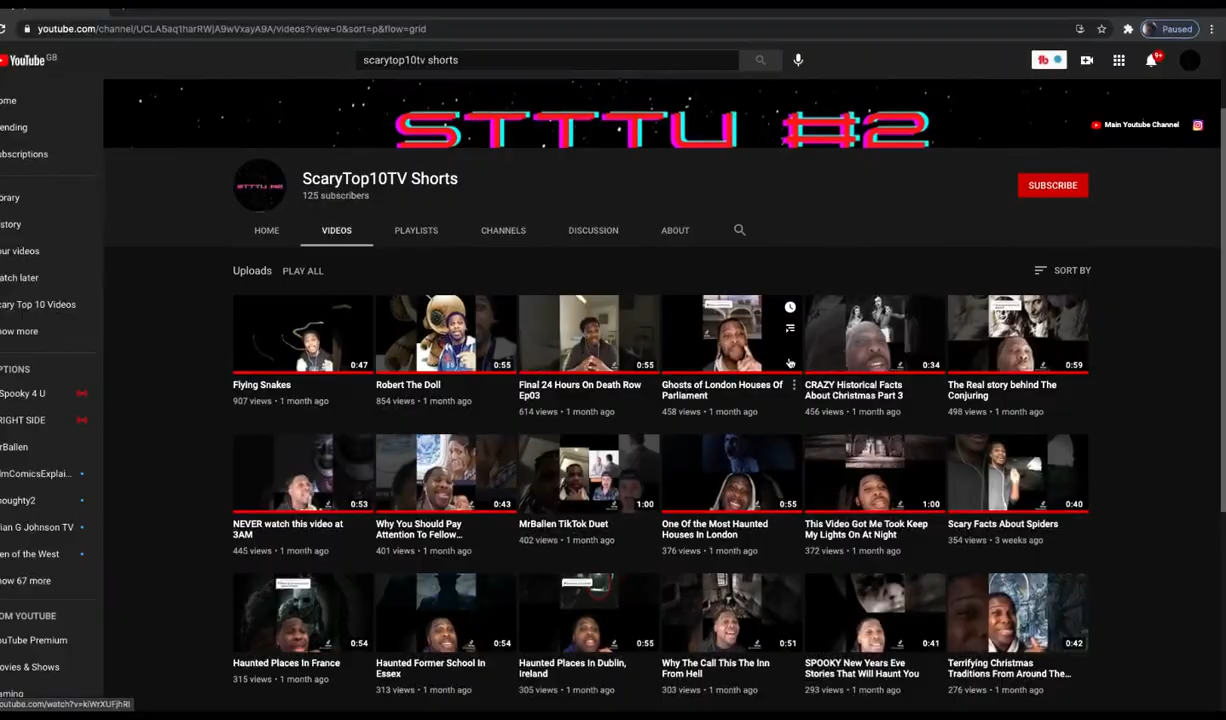 youtube.com/channel/UCLA5aq1harRWjA9wVxayA9A/videos?view=0&sort=p&flow=grid
Paused
YouTube GB
scarytop10tv shorts
9+
ome
ending
ubscriptions
brary
istory
our videos
atch later
cary Top 10 Videos
how more
PTIONS
Spooky 4 U
RIGHT SIDE
rBallen
lmComicsExplai...
houghty2
ian G Johnson TV
en of the West
how 67 more
OM YOUTUBE
uTube Premium
ovies & Shows
aming
STTTU #2
Main Youtube Channel
STTTU #2
ScaryTop10TV Shorts
125 subscribers
SUBSCRIBE
HOME
VIDEOS
PLAYLISTS
CHANNELS
DISCUSSION
ABOUT
Uploads
PLAY ALL
SORT BY
0:47
Flying Snakes
907 views • 1 month ago
0:55
Robert The Doll
854 views • 1 month ago
0:55
Final 24 Hours On Death Row
Ep03
614 views • 1 month ago
Ghosts of London Houses Of
Parliament
458 views • 1 month ago
0:34
CRAZY Historical Facts
About Christmas Part 3
456 views • 1 month ago
0:59
The Real story behind The
Conjuring
498 views • 1 month ago
0:53
NEVER watch this video at
3AM
445 views • 1 month ago
0:43
Why You Should Pay
Attention To Fellow...
401 views • 1 month ago
1:00
MrBallen TikTok Duet
402 views • 1 month ago
0:55
One Of the Most Haunted
Houses In London
376 views • 1 month ago
1:00
This Video Got Me Took Keep
My Lights On At Night
372 views • 1 month ago
0:40
Scary Facts About Spiders
354 views • 3 weeks ago
0:54
Haunted Places In France
315 views • 1 month ago
0:54
Haunted Former School In
Essex
313 views • 1 month ago
0:55
Haunted Places In Dublin,
Ireland
305 views • 1 month ago
0:51
Why The Call This The Inn
From Hell
303 views • 1 month ago
0:41
SPOOKY New Years Eve
Stories That Will Haunt You
293 views • 1 month ago
0:42
Terrifying Christmas
Traditions From Around The...
276 views • 1 month ago
outube.com/watch?v=kiWrXUFjhRI